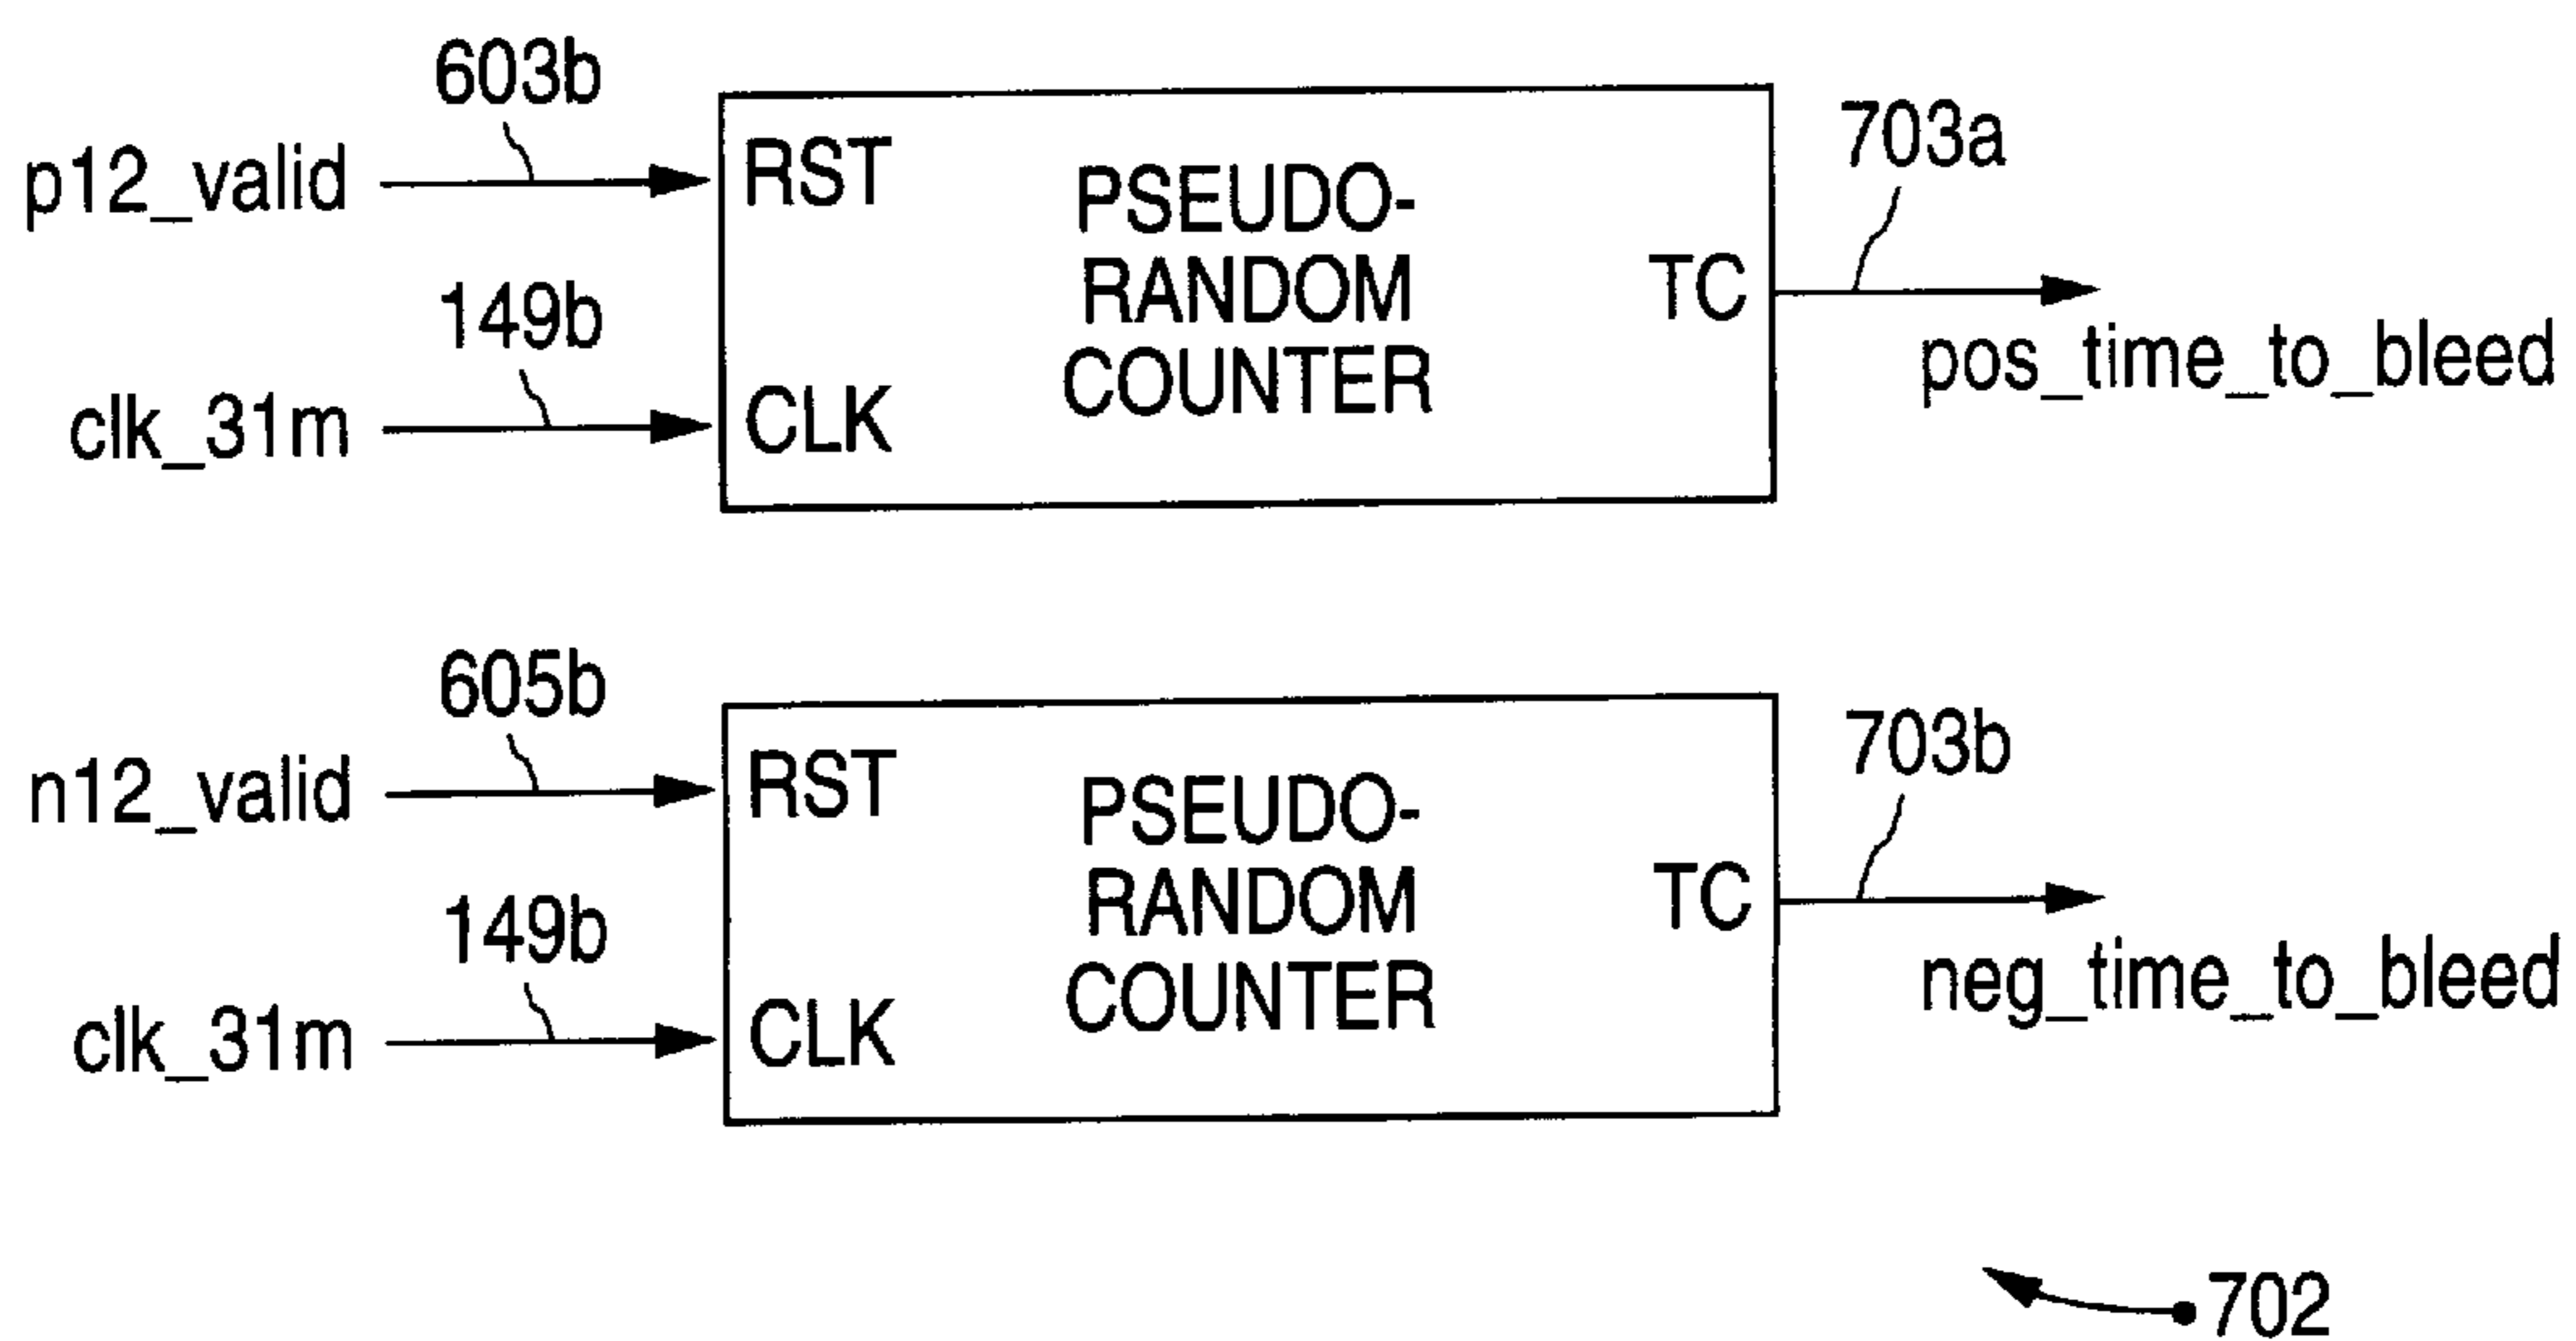 603b
p12_valid
RST
149b
clk_31m
CLK
PSEUDO-
RANDOM
COUNTER
TC
703a
pos_time_to_bleed
605b
n12_valid
RST
149b
clk_31m
CLK
PSEUDO-
RANDOM
COUNTER
TC
703b
neg_time_to_bleed
702